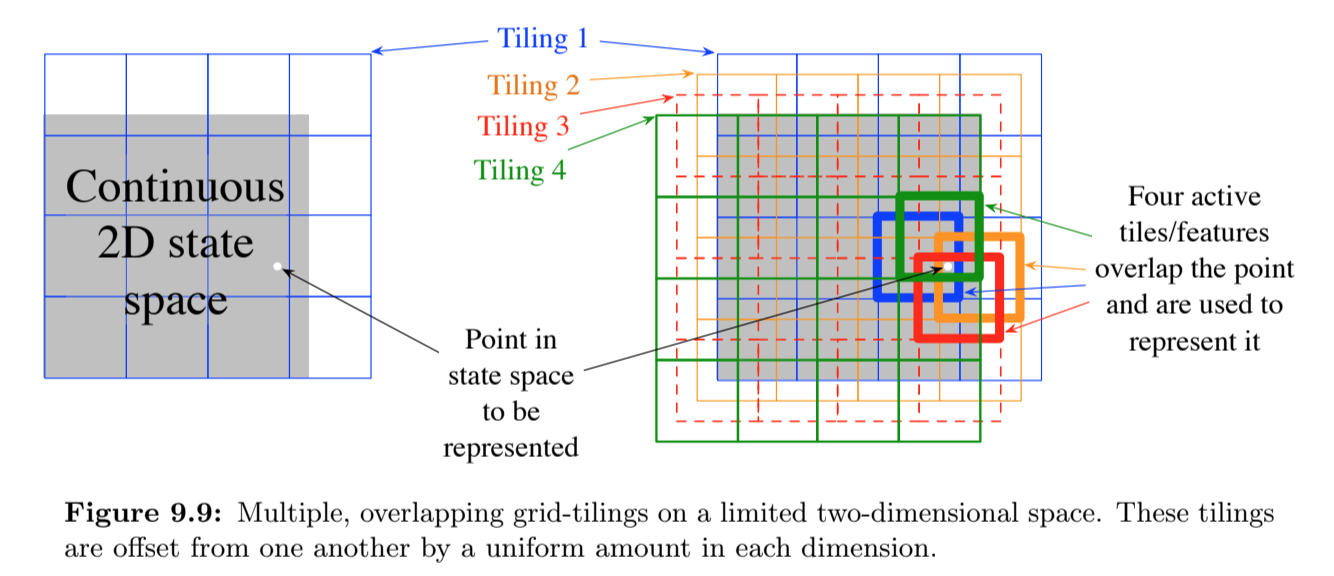 Tiling 1
Tiling 2
Tiling 3
Tiling 4
Continuous
2D state
space
Point in
state space
to be
represented
Four active
tiles/features
overlap the point
and are used to
represent it
Figure 9.9: Multiple, overlapping grid-tilings on a limited two-dimensional space. These tilings
are offset from one another by a uniform amount in each dimension.